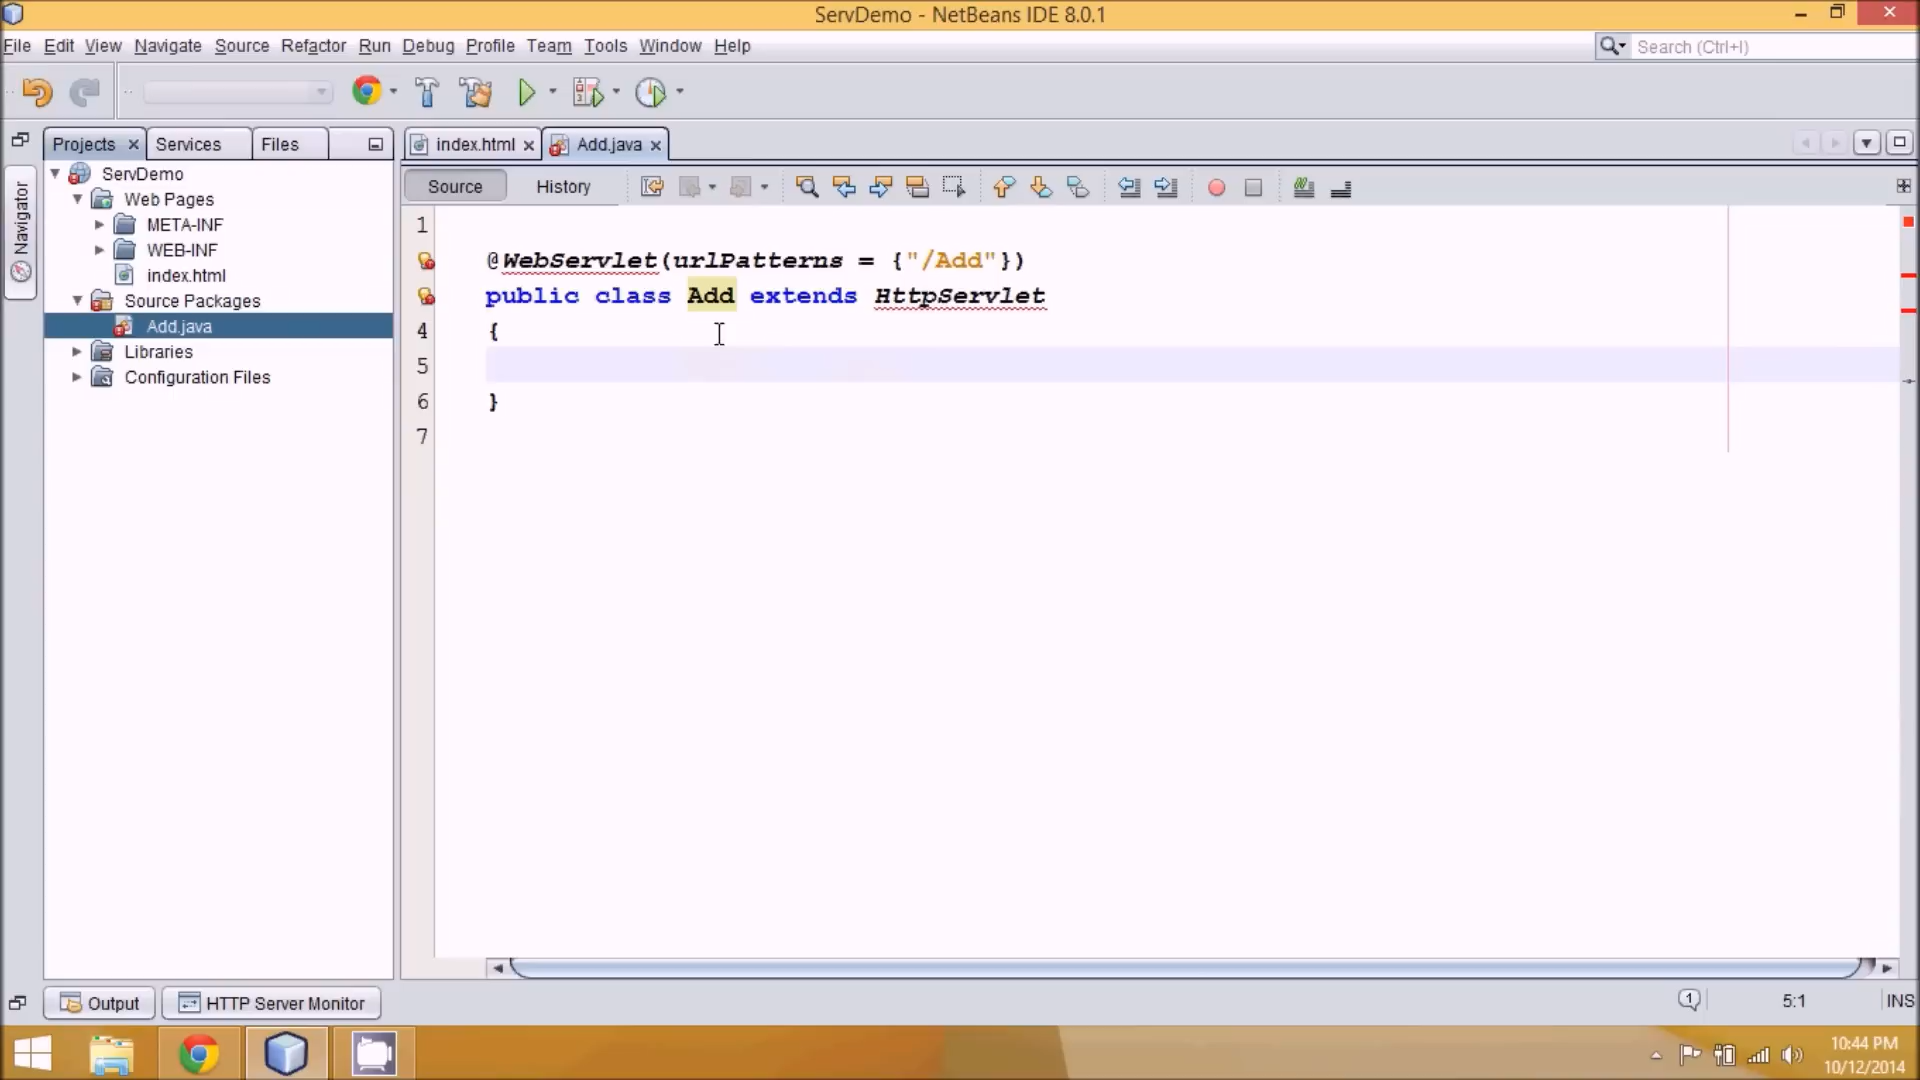 ServDemo - NetBeans IDE 8.0.1
File Edit View Navigate Source Refactor Run Debug Profile Team Tools Window Help
Search (Ctrl+I)
Projects Services Files
index.html Add.java
Navigator
Source History
ServDemo
Web Pages
META-INF
WEB-INF
index.html
Source Packages
Add.java
Libraries
Configuration Files
1
@WebServlet(urlPatterns = {"/Add"})
public class Add extends HttpServlet
4 {
5
6 }
7
Output HTTP Server Monitor
1 5:1 INS
10:44 PM
10/12/2014